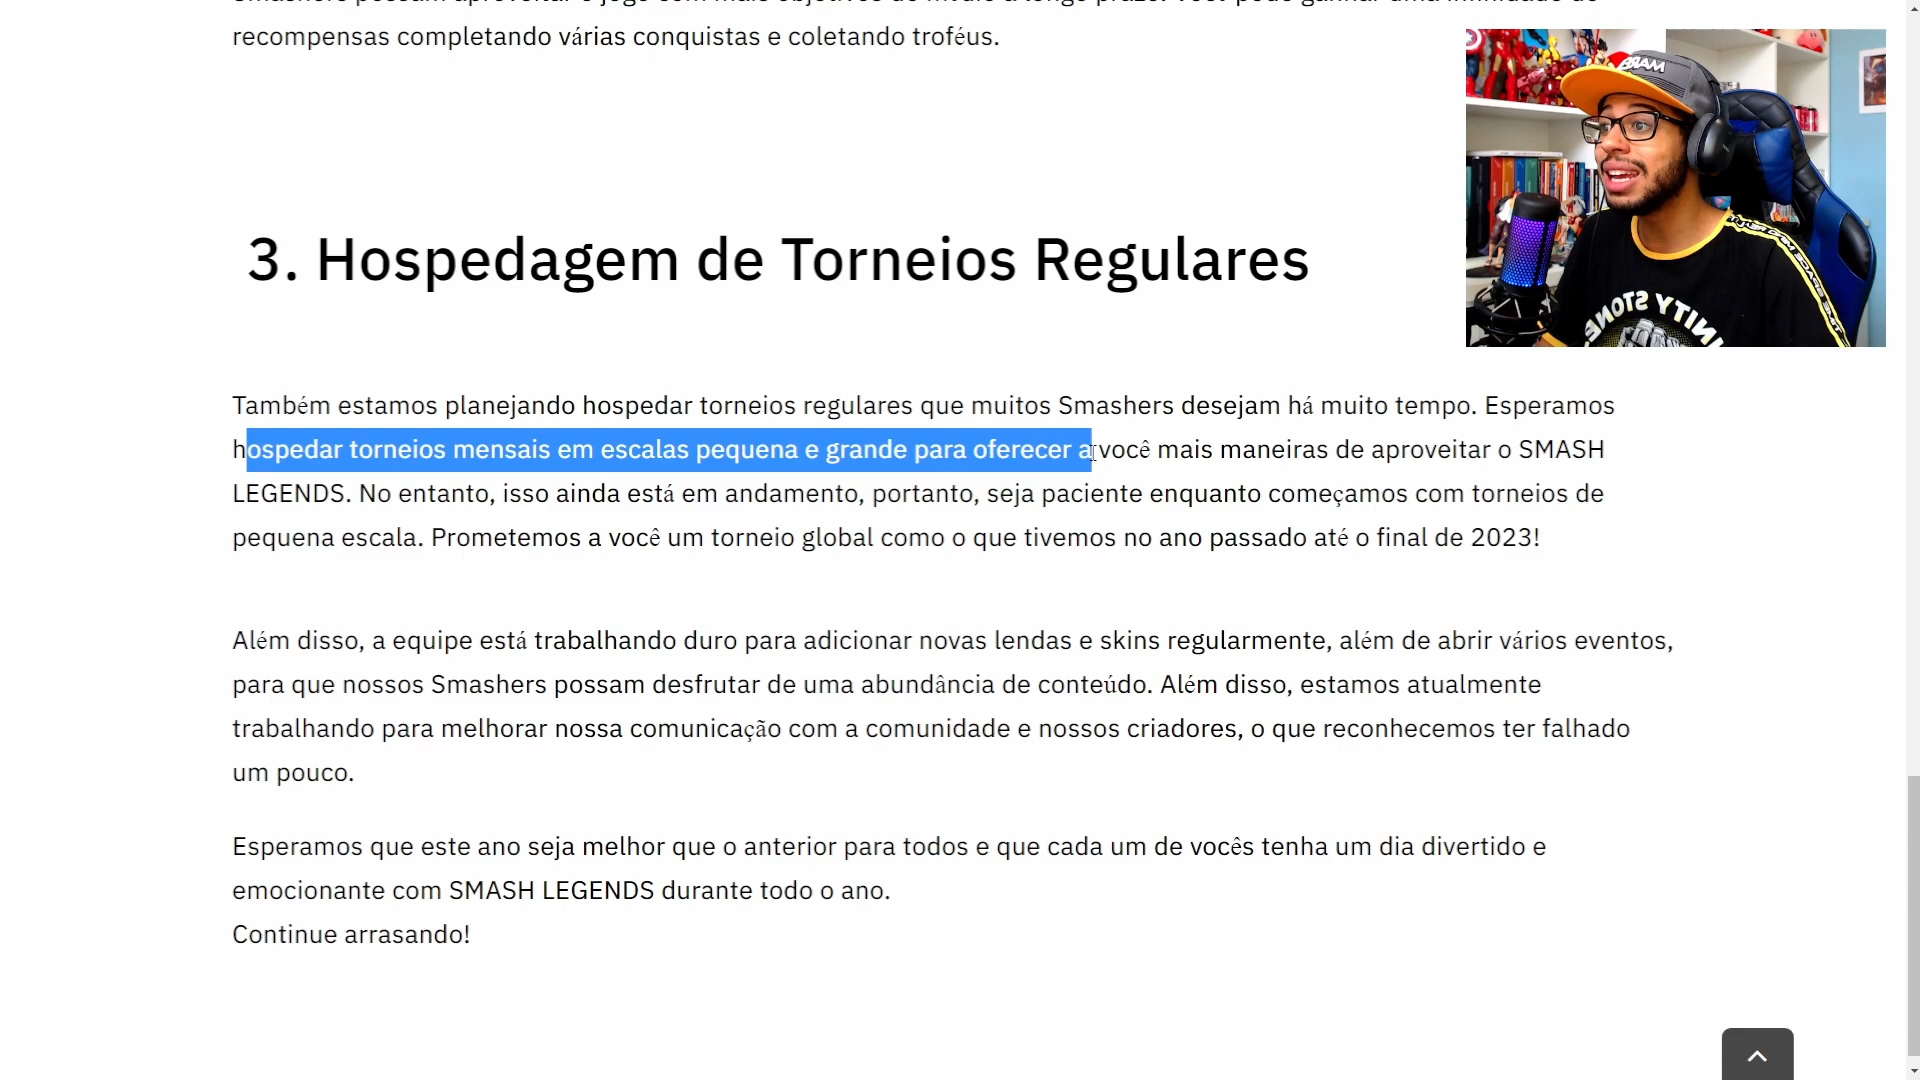 recompensas completando várias conquistas e coletando troféus.
3. Hospedagem de Torneios Regulares
Também estamos planejando hospedar torneios regulares que muitos Smashers desejam há muito tempo. Esperamos
hospedar torneios mensais em escalas pequena e grande para oferecer a você mais maneiras de aproveitar o SMASH
LEGENDS. No entanto, isso ainda está em andamento, portanto, seja paciente enquanto começamos com torneios de
pequena escala. Prometemos a você um torneio global como o que tivemos no ano passado até o final de 2023!
Além disso, a equipe está trabalhando duro para adicionar novas lendas e skins regularmente, além de abrir vários eventos,
para que nossos Smashers possam desfrutar de uma abundância de conteúdo. Além disso, estamos atualmente
trabalhando para melhorar nossa comunicação com a comunidade e nossos criadores, o que reconhecemos ter falhado
um pouco.
Esperamos que este ano seja melhor que o anterior para todos e que cada um de vocês tenha um dia divertido e
emocionante com SMASH LEGENDS durante todo o ano.
Continue arrasando!